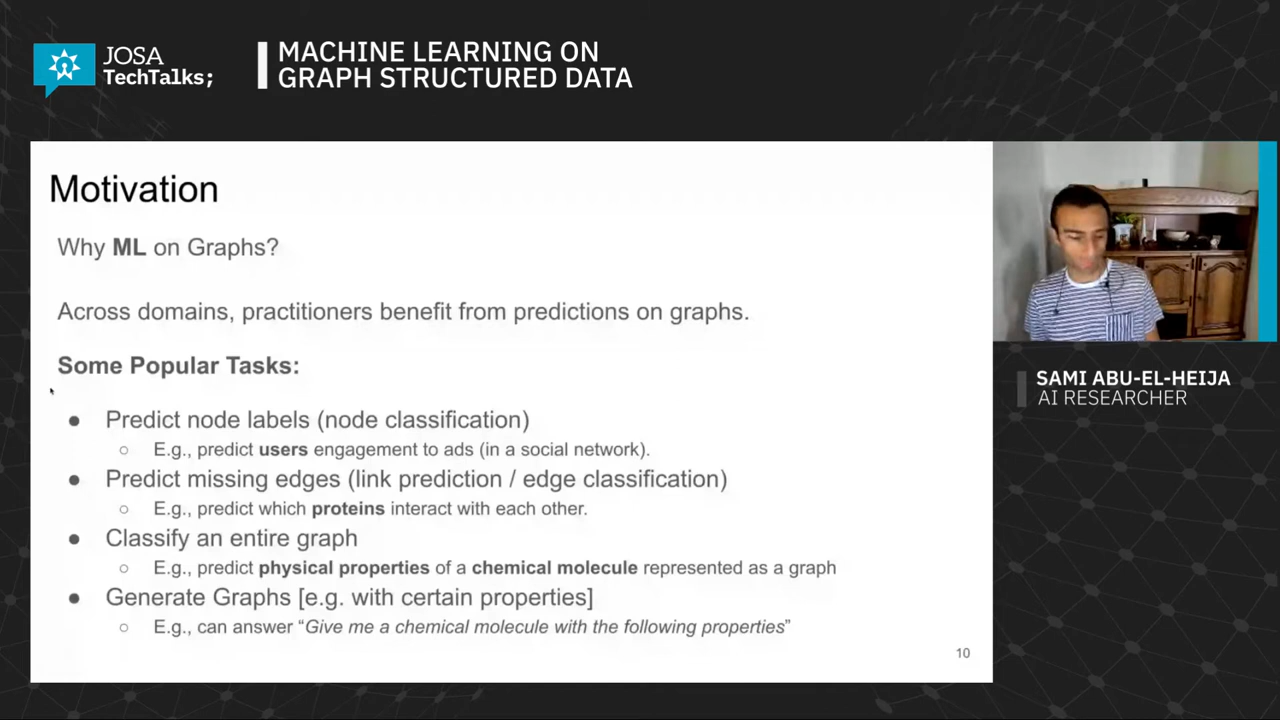 JOSA
TechTalks;
MACHINE LEARNING ON
GRAPH STRUCTURED DATA
Motivation
Why ML on Graphs?
Across domains, practitioners benefit from predictions on graphs.
Some Popular Tasks:
● Predict node labels (node classification)
○ E.g., predict users engagement to ads (in a social network).
● Predict missing edges (link prediction / edge classification)
○ E.g., predict which proteins interact with each other.
● Classify an entire graph
○ E.g., predict physical properties of a chemical molecule represented as a graph
● Generate Graphs [e.g. with certain properties]
○ E.g., can answer “Give me a chemical molecule with the following properties”
10
SAMI ABU-EL-HEIJA
AI RESEARCHER